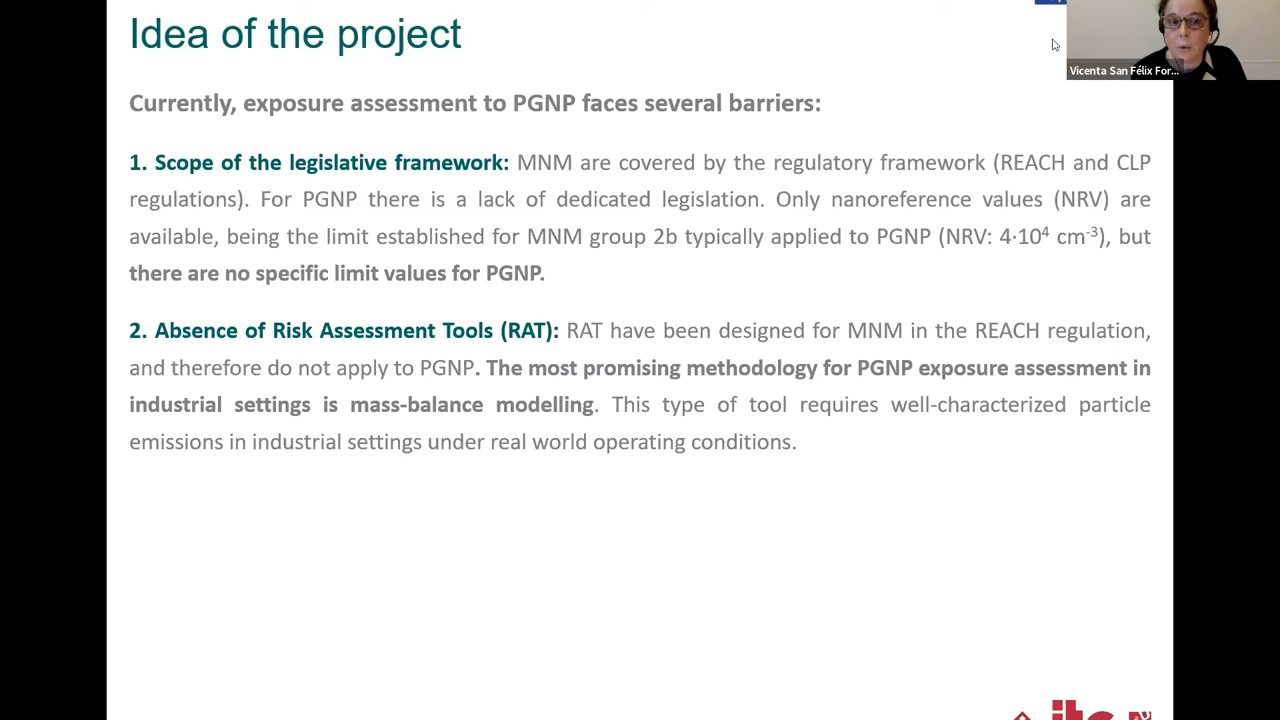 Idea of the project
Vicenta San Félix For...
Currently, exposure assessment to PGNP faces several barriers:
1. Scope of the legislative framework: MNM are covered by the regulatory framework (REACH and CLP
regulations). For PGNP there is a lack of dedicated legislation. Only nanoreference values (NRV) are
available, being the limit established for MNM group 2b typically applied to PGNP (NRV: 4·10⁴ cm⁻³), but
there are no specific limit values for PGNP.
2. Absence of Risk Assessment Tools (RAT): RAT have been designed for MNM in the REACH regulation,
and therefore do not apply to PGNP. The most promising methodology for PGNP exposure assessment in
industrial settings is mass-balance modelling. This type of tool requires well-characterized particle
emissions in industrial settings under real world operating conditions.